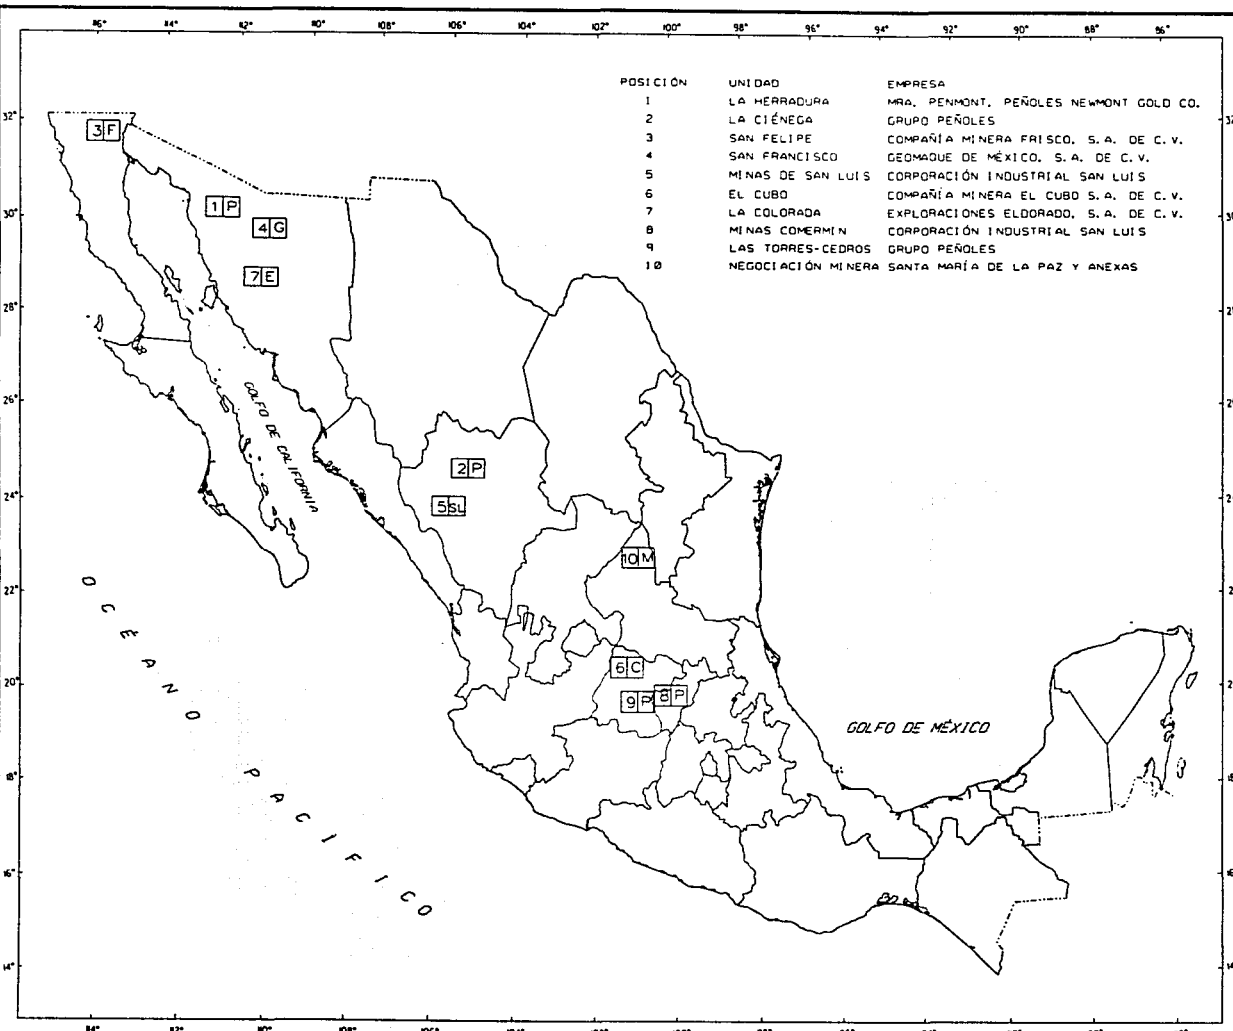 86° 84° 82° 80° 108° 106° 104° 102° 100° 98° 96° 94° 92° 90° 88° 86°
POSICIÓN UNIDAD EMPRESA
1 LA HERRADURA MRA. PENMONT, PEÑOLES NEWMONT GOLD CO.
2 LA CIÉNEGA GRUPO PEÑOLES
3 SAN FELIPE COMPAÑÍA MINERA FRISCO, S.A. DE C.V.
4 SAN FRANCISCO GEOMAQUE DE MÉXICO, S.A. DE C.V.
5 MINAS DE SAN LUIS CORPORACIÓN INDUSTRIAL SAN LUIS
6 EL CUBO COMPAÑÍA MINERA EL CUBO S.A. DE C.V.
7 LA COLORADA EXPLORACIONES ELDORADO, S.A. DE C.V.
8 MINAS COMERMIN CORPORACIÓN INDUSTRIAL SAN LUIS
9 LAS TORRES-CEDROS GRUPO PEÑOLES
10 NEGOCIACIÓN MINERA SANTA MARÍA DE LA PAZ Y ANEXAS
32°
3 F
30°
1 P
4 G
7 E
28°
26°
GOLFO DE CALIFORNIA
2 P
24°
5 SL
10 M
22°
6 C
20°
8 P
9 P
GOLFO DE MÉXICO
18°
OCÉANO PACIFICO
16°
14°